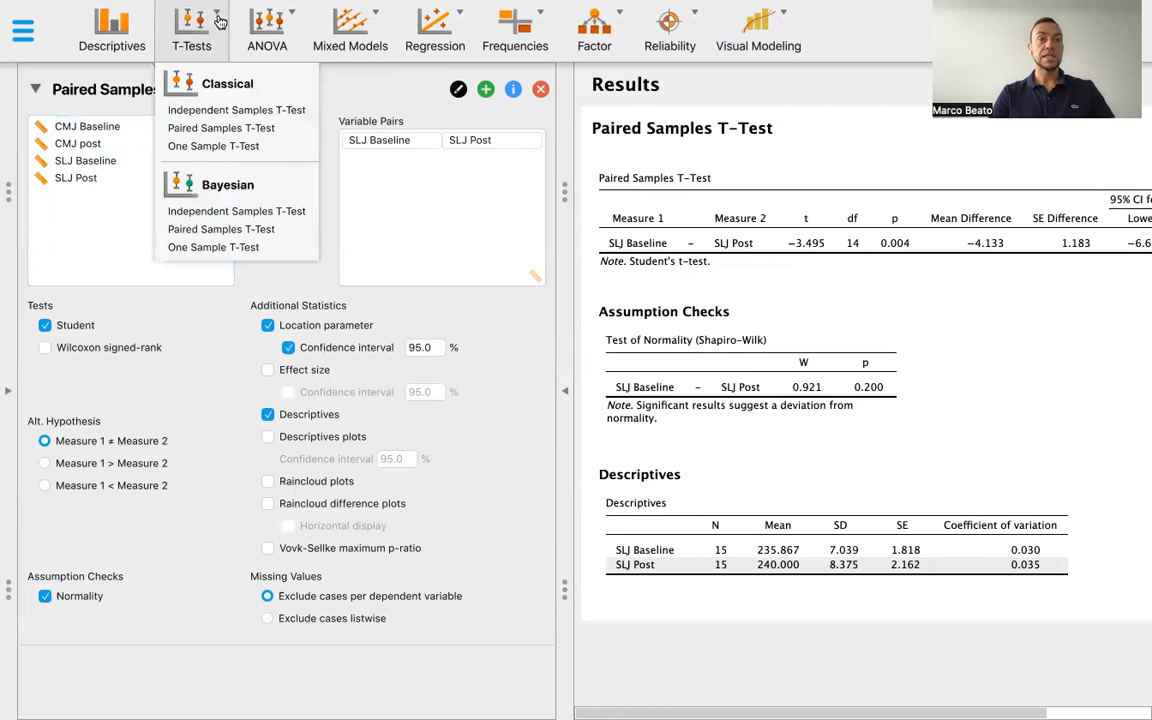 Descriptives
T-Tests
ANOVA
Mixed Models
Regression
Frequencies
Factor
Reliability
Visual Modeling
Marco Beato
Paired Samples
Classical
Independent Samples T-Test
Paired Samples T-Test
One Sample T-Test
Bayesian
Independent Samples T-Test
Paired Samples T-Test
One Sample T-Test
CMJ Baseline
CMJ post
SLJ Baseline
SLJ Post
Variable Pairs
SLJ Baseline SLJ Post
Tests
Student
Wilcoxon signed-rank
Alt. Hypothesis
Measure 1 ≠ Measure 2
Measure 1 > Measure 2
Measure 1 < Measure 2
Assumption Checks
Normality
Additional Statistics
Location parameter
Confidence interval 95.0 %
Effect size
Confidence interval 95.0 %
Descriptives
Descriptives plots
Confidence interval 95.0 %
Raincloud plots
Raincloud difference plots
Horizontal display
Vovk-Sellke maximum p-ratio
Missing Values
Exclude cases per dependent variable
Exclude cases listwise
Results
Paired Samples T-Test
Paired Samples T-Test
95% CI f
Measure 1 Measure 2 t df p Mean Difference SE Difference Lowe
SLJ Baseline – SLJ Post −3.495 14 0.004 −4.133 1.183 −6.6
Note. Student's t-test.
Assumption Checks
Test of Normality (Shapiro-Wilk)
W p
SLJ Baseline – SLJ Post 0.921 0.200
Note. Significant results suggest a deviation from
normality.
Descriptives
Descriptives
N Mean SD SE Coefficient of variation
SLJ Baseline 15 235.867 7.039 1.818 0.030
SLJ Post 15 240.000 8.375 2.162 0.035